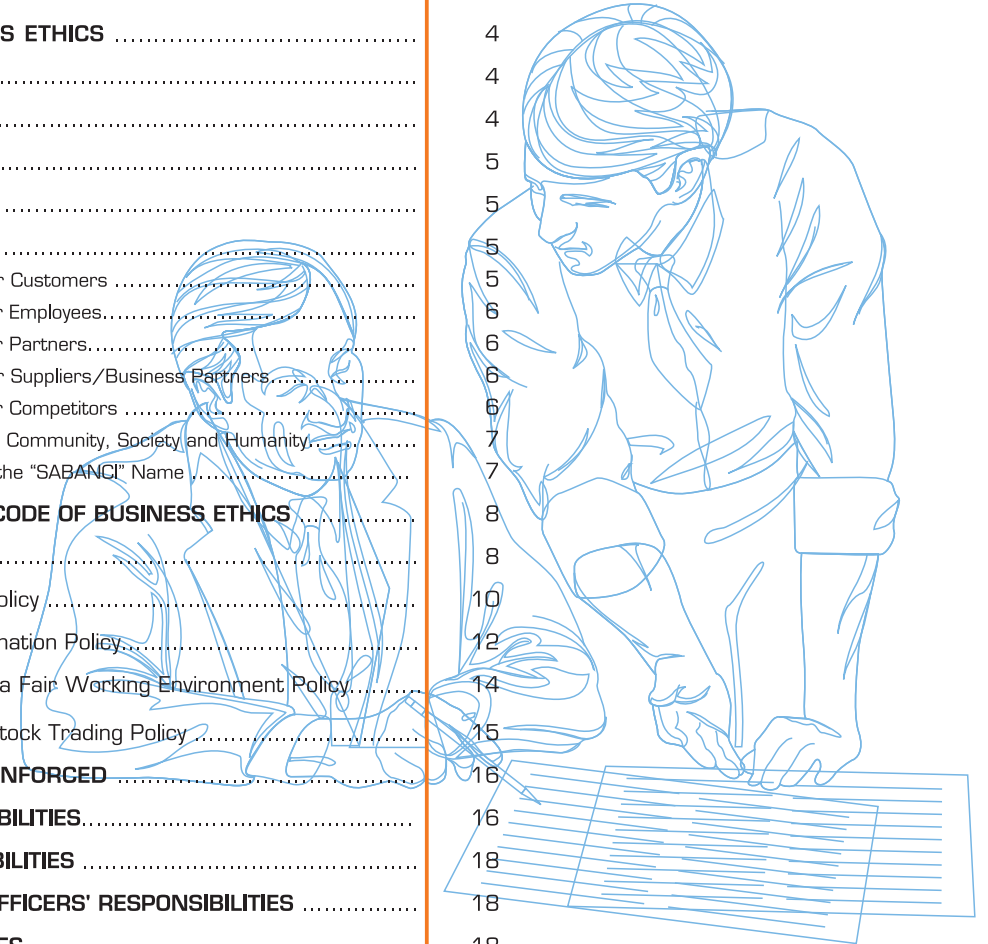 S ETHICS .................................... 4
.................................... 4
.................................... 4
.................................... 5
.................................... 5
.................................... 5
r Customers .................................... 5
r Employees.................................... 6
r Partners.................................... 6
r Suppliers/Business Partners.................................... 6
r Competitors .................................... 6
Community, Society and Humanity.................................... 7
the “SABANCI” Name .................................... 7
CODE OF BUSINESS ETHICS .................................... 8
.................................... 8
olicy .................................... 10
nation Policy.................................... 12
a Fair Working Environment Policy.................................... 14
tock Trading Policy .................................... 15
NFORCED .................................... 16
BILITIES.................................... 16
BILITIES .................................... 18
FFICERS' RESPONSIBILITIES .................................... 18